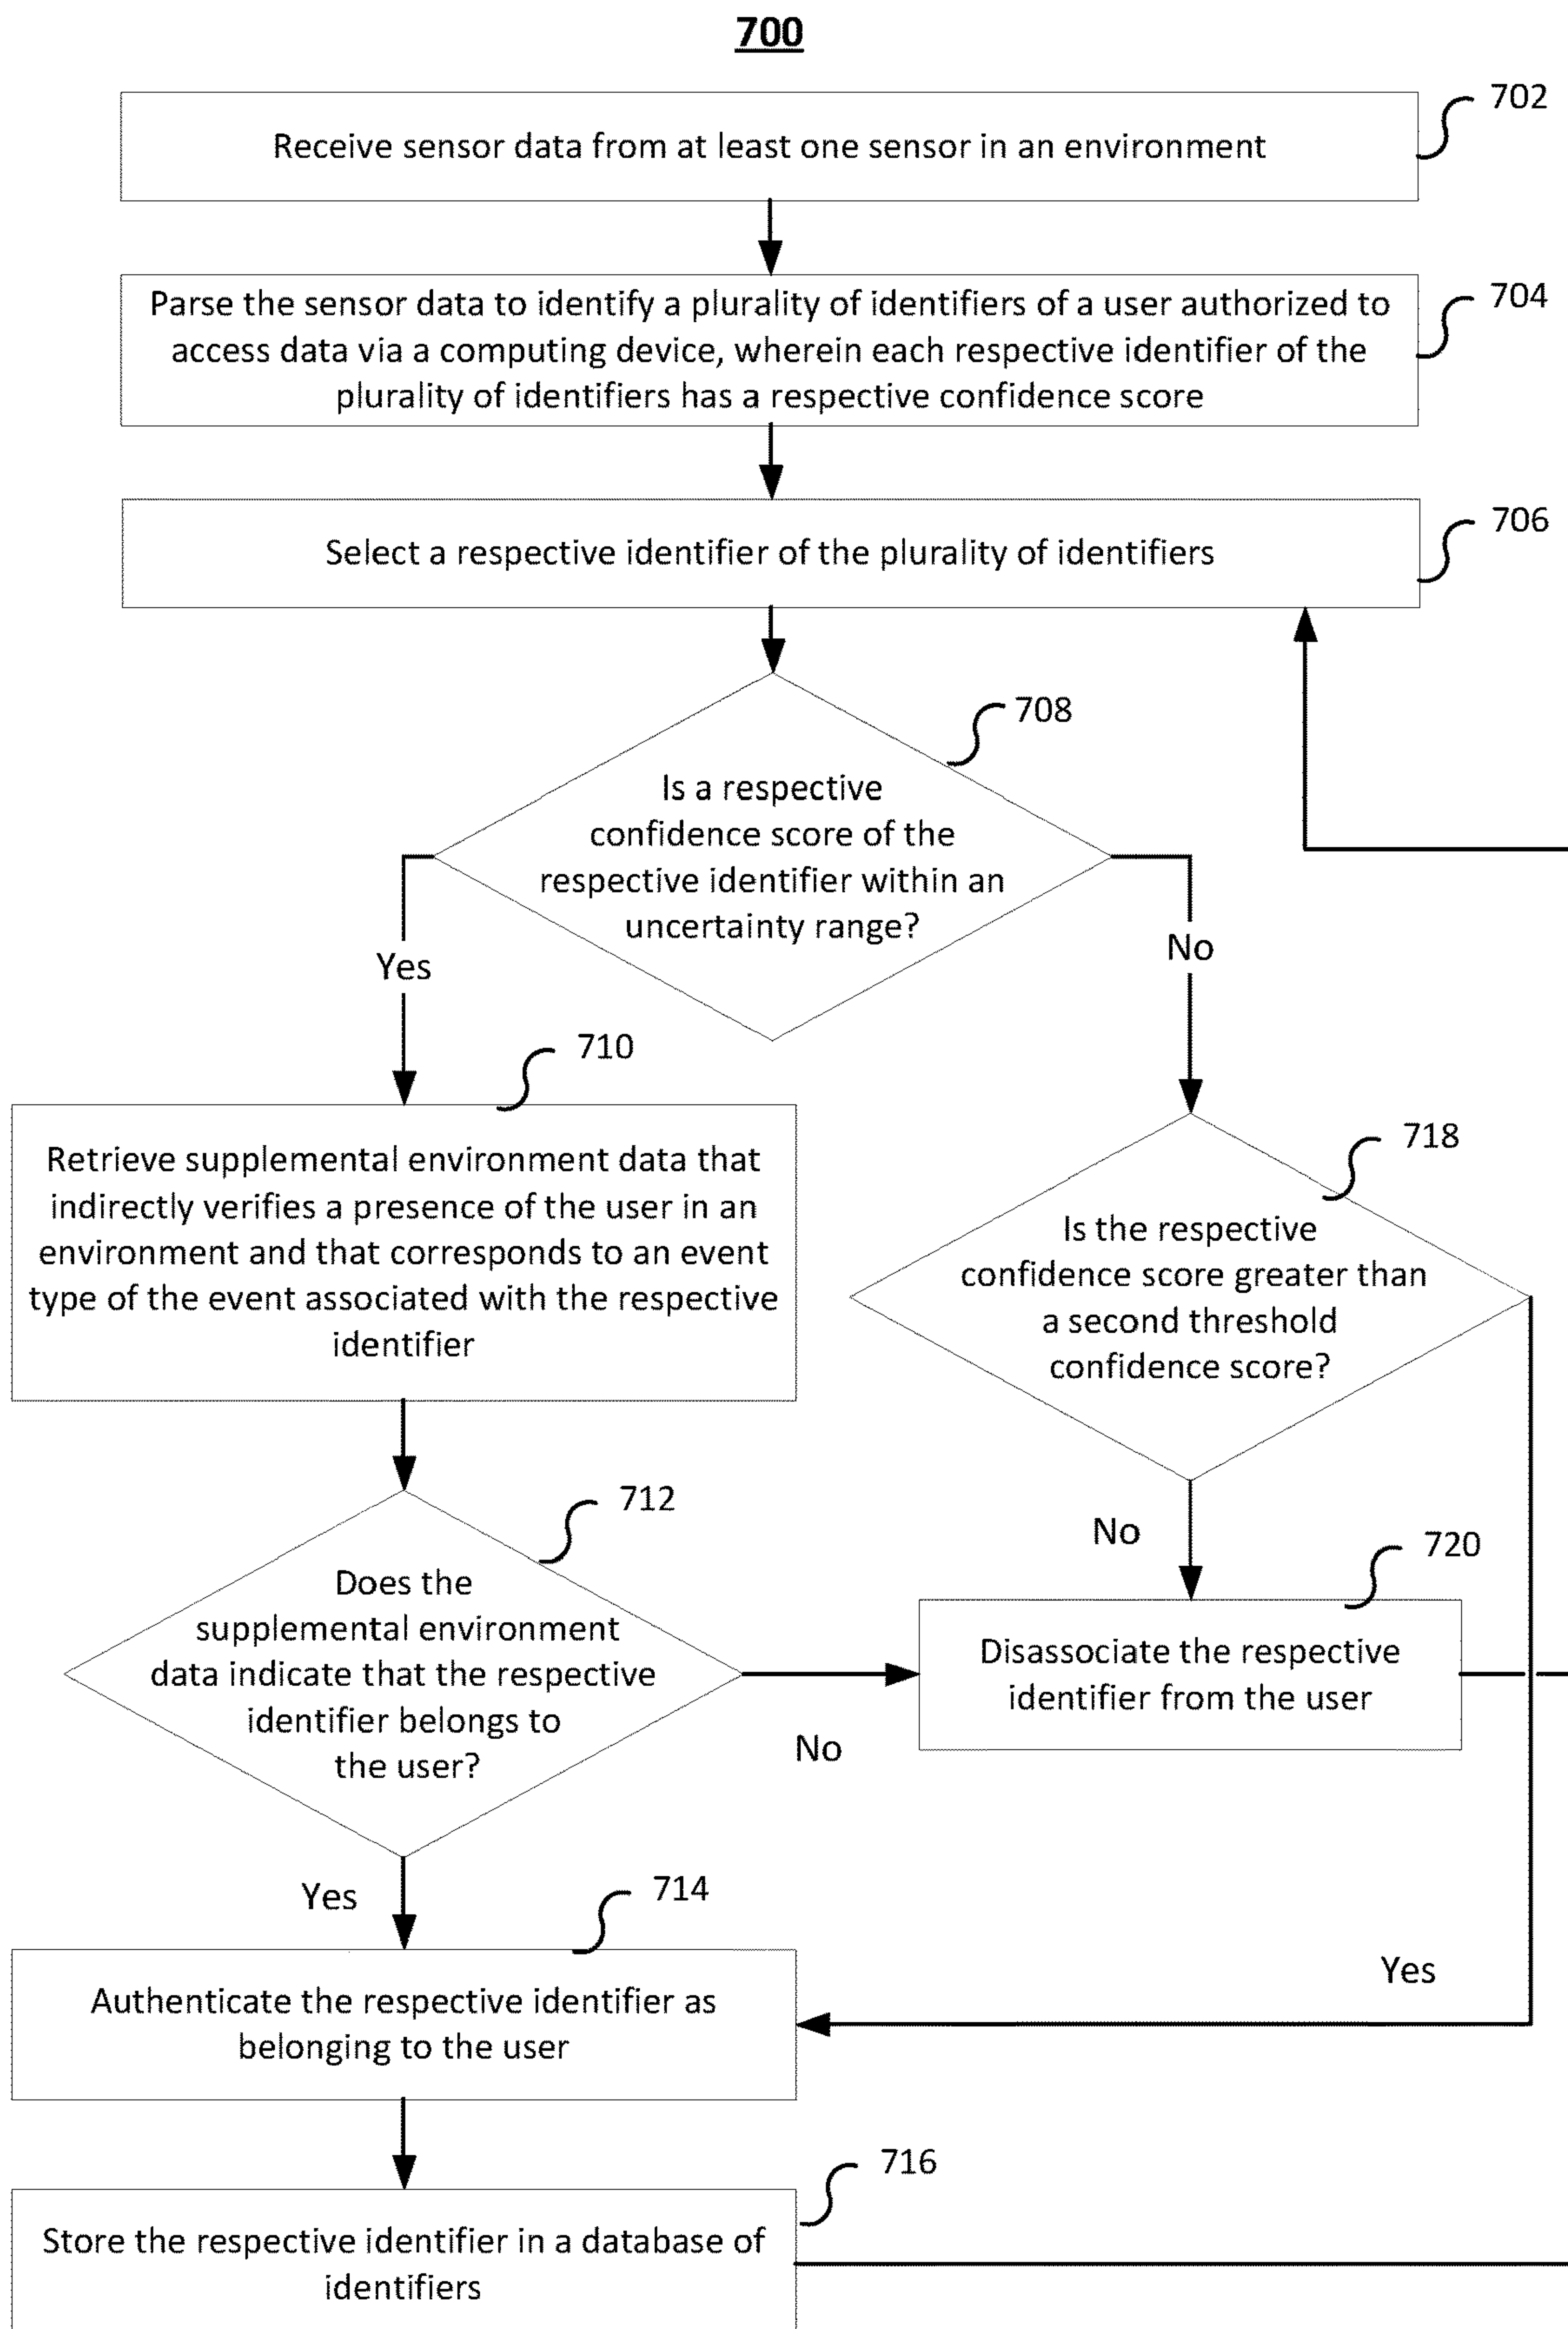 700
702
Receive sensor data from at least one sensor in an environment
704
Parse the sensor data to identify a plurality of identifiers of a user authorized to
access data via a computing device, wherein each respective identifier of the
plurality of identifiers has a respective confidence score
706
Select a respective identifier of the plurality of identifiers
708
Is a respective
confidence score of the
respective identifier within an
uncertainty range?
Yes
No
710
Retrieve supplemental environment data that
indirectly verifies a presence of the user in an
environment and that corresponds to an event
type of the event associated with the respective
identifier
718
Is the respective
confidence score greater than
a second threshold
confidence score?
712
Does the
supplemental environment
data indicate that the respective
identifier belongs to
the user?
No
No
720
Disassociate the respective
identifier from the user
Yes
714
Authenticate the respective identifier as
belonging to the user
Yes
716
Store the respective identifier in a database of
identifiers